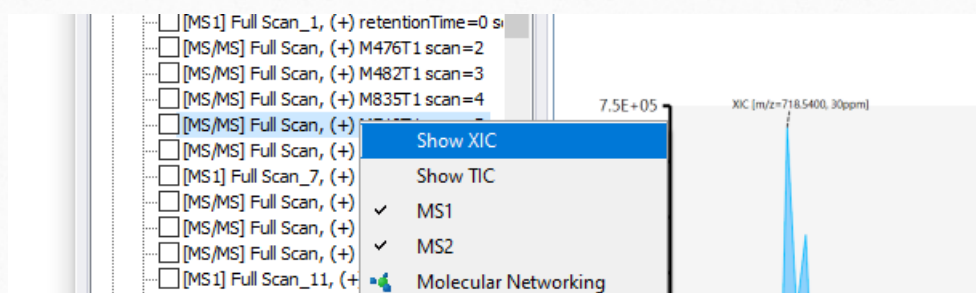 [MS1] Full Scan_1, (+) retentionTime=0
[MS/MS] Full Scan, (+) M476T1 scan=2
[MS/MS] Full Scan, (+) M482T1 scan=3
[MS/MS] Full Scan, (+) M835T1 scan=4
[MS/MS] Full Scan, (+)
[MS/MS] Full Scan, (+)
[MS1] Full Scan_7, (+)
[MS/MS] Full Scan, (+)
[MS/MS] Full Scan, (+)
[MS/MS] Full Scan, (+)
[MS1] Full Scan_11, (+
Show XIC
Show TIC
MS1
MS2
Molecular Networking
7.5E+05
XIC [m/z=718.5400, 30ppm]